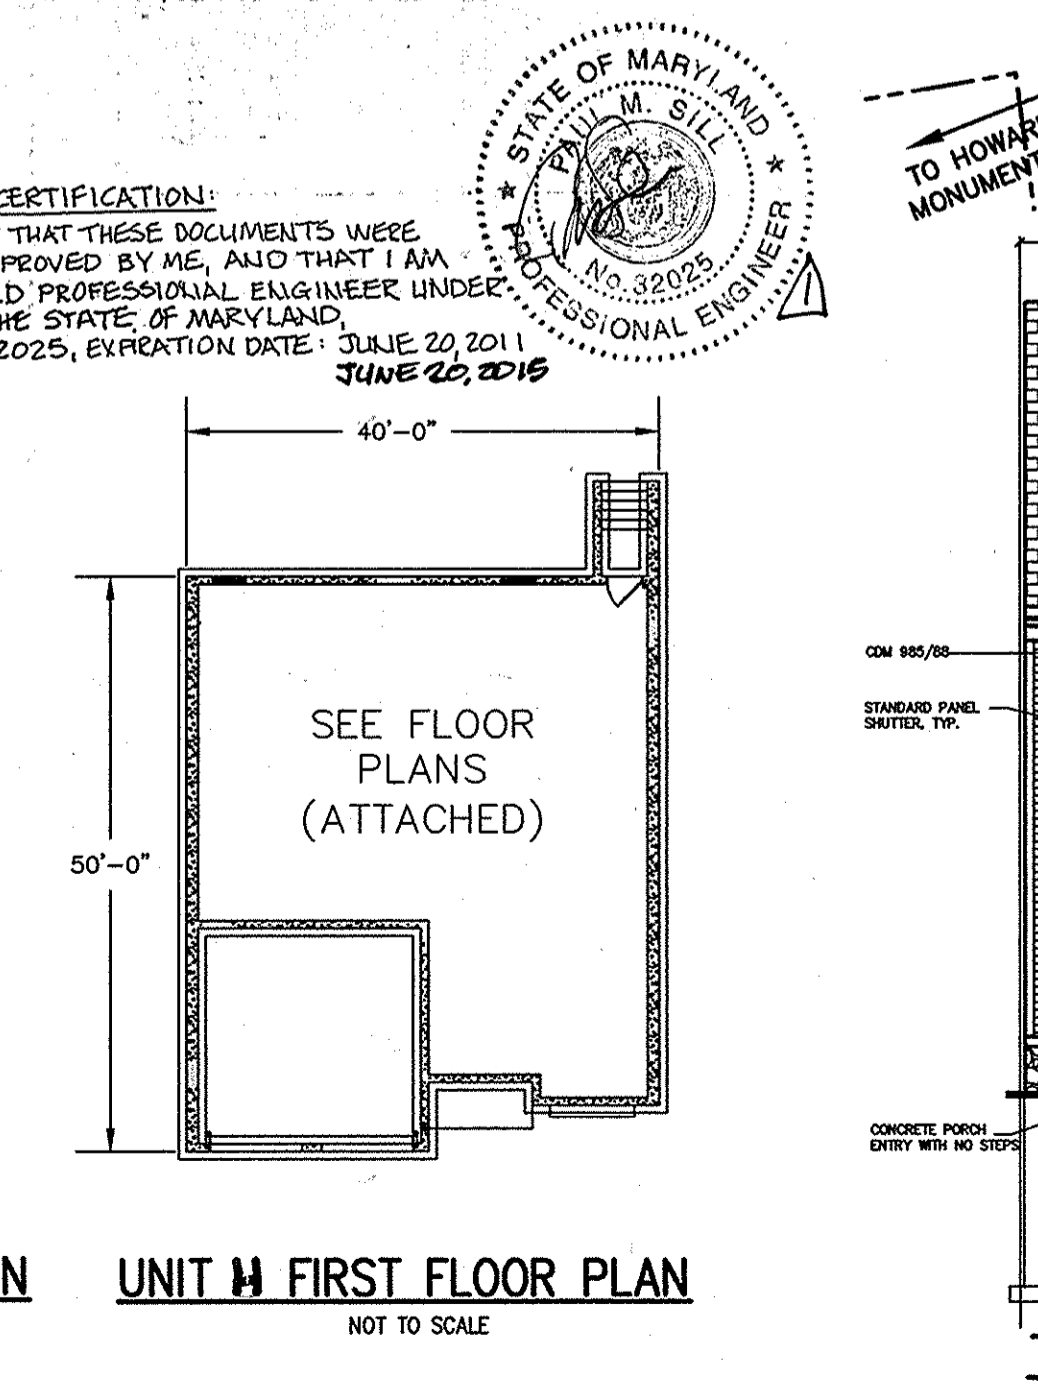 STATE OF MARYLAND
PAUL M. SILL
No. 32025
PROFESSIONAL ENGINEER
1
TO HOWAR
MONUMENT
CERTIFICATION:
THAT THESE DOCUMENTS WERE
PROVED BY ME, AND THAT I AM
D PROFESSIONAL ENGINEER UNDER
HE STATE OF MARYLAND,
2025, EXPIRATION DATE: JUNE 20, 2011
JUNE 20, 2015
40'-0"
CDM 985/88
STANDARD PANEL
SHUTTER, TYP.
SEE FLOOR
PLANS
(ATTACHED)
50'-0"
CONCRETE PORCH
ENTRY WITH NO STEPS
N
UNIT H FIRST FLOOR PLAN
NOT TO SCALE